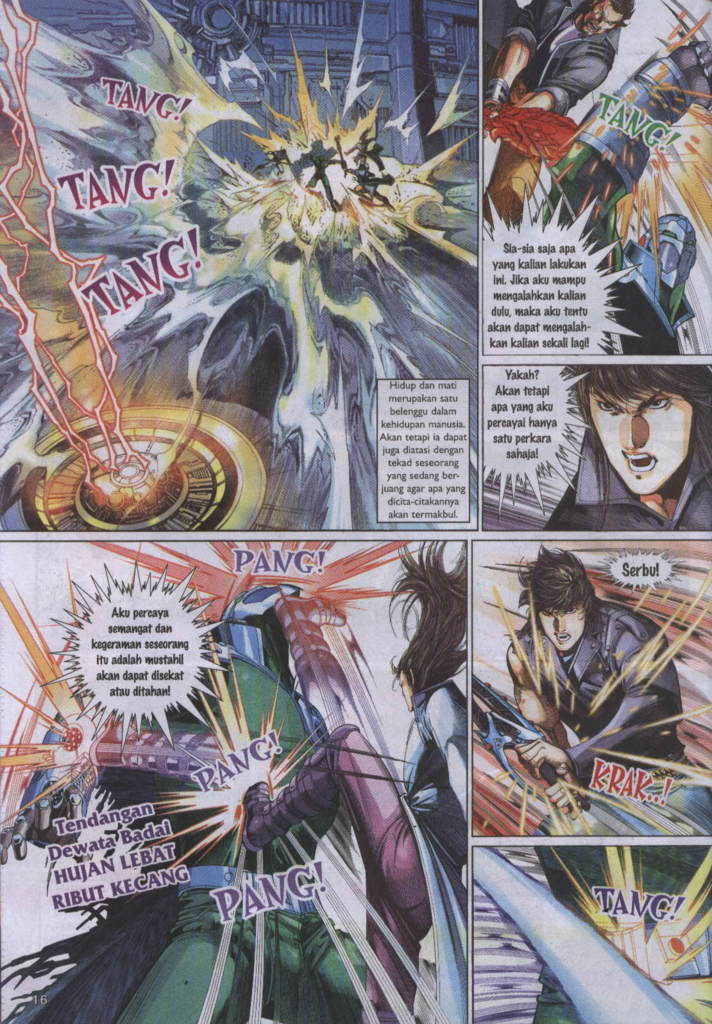 TANG!
TANG!
TANG!
Hidup dan mati
merupakan satu
belenggu dalam
kehidupan manusia.
Akan tetapi ia dapat
juga diatasi dengan
tekad seseorang
yang sedang ber-
juang agar apa yang
dicita-citakannya
akan termakbul.
TANG!
Sia-sia saja apa
yang kalian lakukan
ini. Jika aku mampu
mengalahkan kalian
dulu, maka aku tentu
akan dapat mengalah-
kan kalian sekali lagi!
Yakah?
Akan tetapi
apa yang aku
percayai hanya
satu perkara
sahaja!
PANG!
Aku percaya
semangat dan
kegeraman seseorang
itu adalah mustahil
akan dapat disekat
atau ditahan!
PANG!
Tendangan
Dewata Badai
HUJAN LEBAT
RIBUT KECANG
PANG!
Serbu!
KRAK...!
TANG!
16